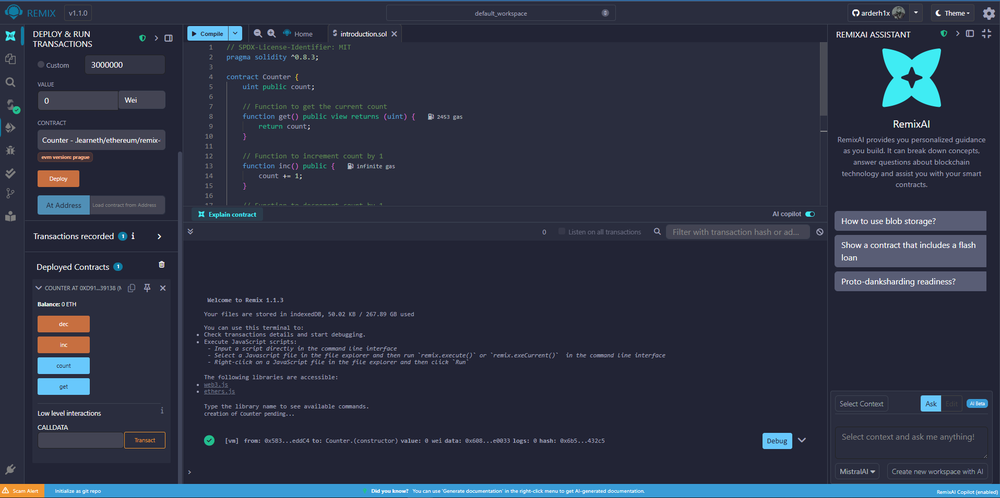 REMIX
v1.1.0
default_workspace
arderh1x
Theme
DEPLOY & RUN
TRANSACTIONS
Custom
3000000
VALUE
0
Wei
CONTRACT
Counter - .learneth/ethereum/remix-
evm version: prague
Deploy
At Address
Load contract from Address
Transactions recorded 1 i
Deployed Contracts 1
COUNTER AT 0XD91...39138 (M
Balance: 0 ETH
dec
inc
count
get
Low level interactions
i
CALLDATA
Transact
Compile
Home
introduction.sol
1 // SPDX-License-Identifier: MIT
2 pragma solidity ^0.8.3;
3
4 contract Counter {
5 uint public count;
6
7 // Function to get the current count
8 function get() public view returns (uint) { 2453 gas
9 return count;
10 }
11
12 // Function to increment count by 1
13 function inc() public { infinite gas
14 count += 1;
15 }
16
17 // Function to decrement count by 1
Explain contract
AI copilot
0
Listen on all transactions
Filter with transaction hash or ad...
Welcome to Remix 1.1.3
Your files are stored in indexedDB, 50.02 KB / 267.89 GB used
You can use this terminal to:
• Check transactions details and start debugging.
• Execute JavaScript scripts:
- Input a script directly in the command line interface
- Select a Javascript file in the file explorer and then run `remix.execute()` or `remix.exeCurrent()` in the command line interface
- Right-click on a JavaScript file in the file explorer and then click `Run`
The following libraries are accessible:
• web3.js
• ethers.js
Type the library name to see available commands.
creation of Counter pending...
[vm] from: 0x5B3...eddC4 to: Counter.(constructor) value: 0 wei data: 0x608...e0033 logs: 0 hash: 0x6b5...432c5
Debug
>
REMIXAI ASSISTANT
RemixAI
RemixAI provides you personalized guidance
as you build. It can break down concepts,
answer questions about blockchain
technology and assist you with your smart
contracts.
How to use blob storage?
Show a contract that includes a flash
loan
Proto-danksharding readiness?
Select Context
Ask
Edit
AI Beta
Select context and ask me anything!
MistralAI
Create new workspace with AI
Scam Alert
Initialize as git repo
Did you know? You can use 'Generate documentation' in the right-click menu to get AI-generated documentation.
RemixAI Copilot (enabled)